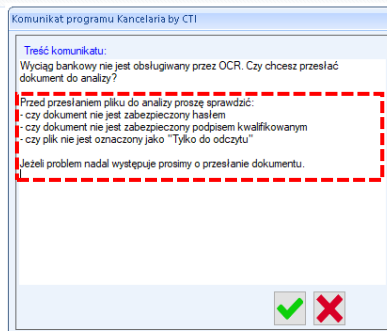 Komunikat programu Kancelaria by CTI
Treść komunikatu:
Wyciąg bankowy nie jest obsługiwany przez OCR. Czy chcesz przesłać
dokument do analizy?
Przed przesłaniem pliku do analizy proszę sprawdzić:
- czy dokument nie jest zabezpieczony hasłem
- czy dokument nie jest zabezpieczony podpisem kwalifikowanym
- czy plik nie jest oznaczony jako "Tylko do odczytu"
Jeżeli problem nadal występuje prosimy o przesłanie dokumentu.